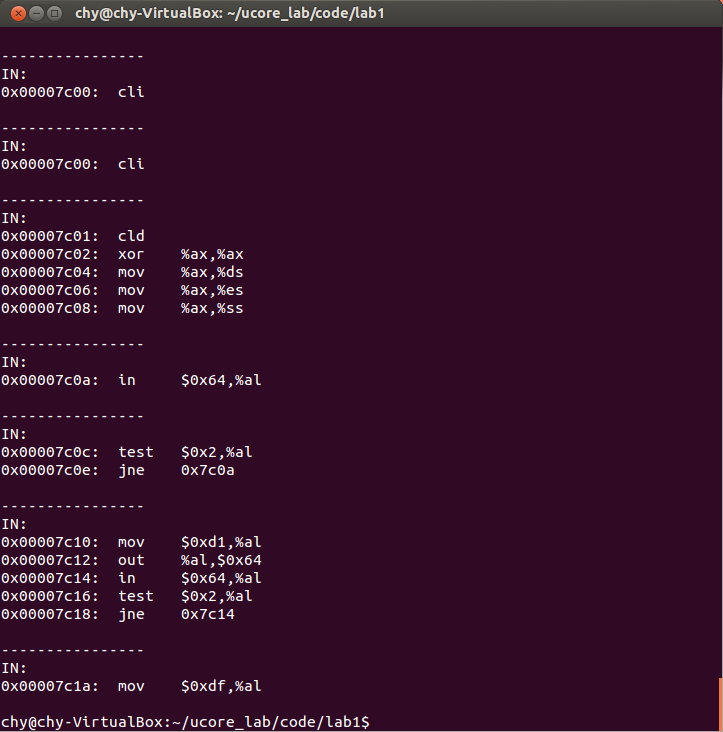 chy@chy-VirtualBox: ~/ucore_lab/code/lab1
----------------
IN:
0x00007c00:  cli
----------------
IN:
0x00007c00:  cli
----------------
IN:
0x00007c01:  cld
0x00007c02:  xor    %ax,%ax
0x00007c04:  mov    %ax,%ds
0x00007c06:  mov    %ax,%es
0x00007c08:  mov    %ax,%ss
----------------
IN:
0x00007c0a:  in     $0x64,%al
----------------
IN:
0x00007c0c:  test   $0x2,%al
0x00007c0e:  jne    0x7c0a
----------------
IN:
0x00007c10:  mov    $0xd1,%al
0x00007c12:  out    %al,$0x64
0x00007c14:  in     $0x64,%al
0x00007c16:  test   $0x2,%al
0x00007c18:  jne    0x7c14
----------------
IN:
0x00007c1a:  mov    $0xdf,%al
chy@chy-VirtualBox:~/ucore_lab/code/lab1$